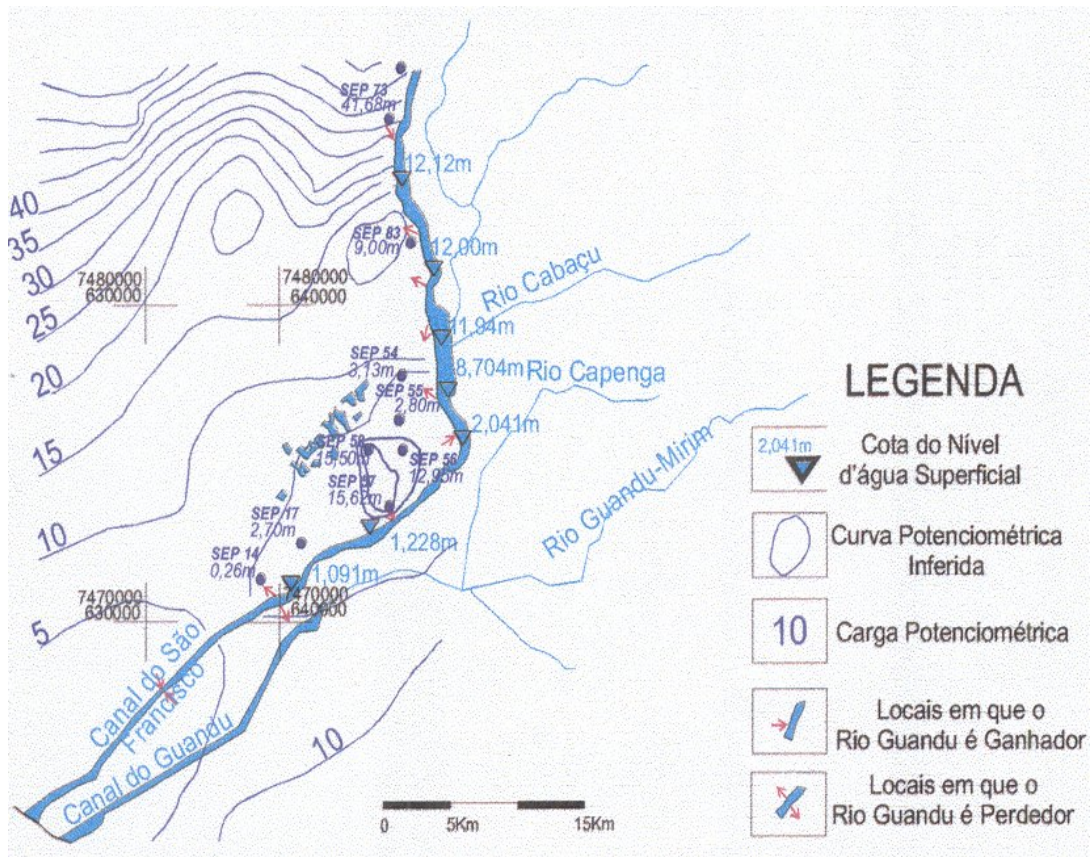 SEP 73
41,68m
12,12m
SEP 83
9,00m
12,00m
40
35
30
25
20
15
10
5
7480000
630000
7480000
640000
Rio Cabaçu
11,94m
SEP 54
3,13m
8,704m
Rio Capenga
SEP 55
2,80m
2,041m
SEP 58
15,50m
SEP 56
12,95m
SEP 57
15,62m
Rio Guandu-Mirim
SEP 17
2,70m
1,228m
SEP 14
0,26m
1,091m
7470000
630000
7470000
640000
Canal do São
Francisco
Canal do Guandu
10
0
5Km
15Km
LEGENDA
2,041m
Cota do Nível
d'água Superficial
Curva Potenciométrica
Inferida
10
Carga Potenciométrica
Locais em que o
Rio Guandu é Ganhador
Locais em que o
Rio Guandu é Perdedor